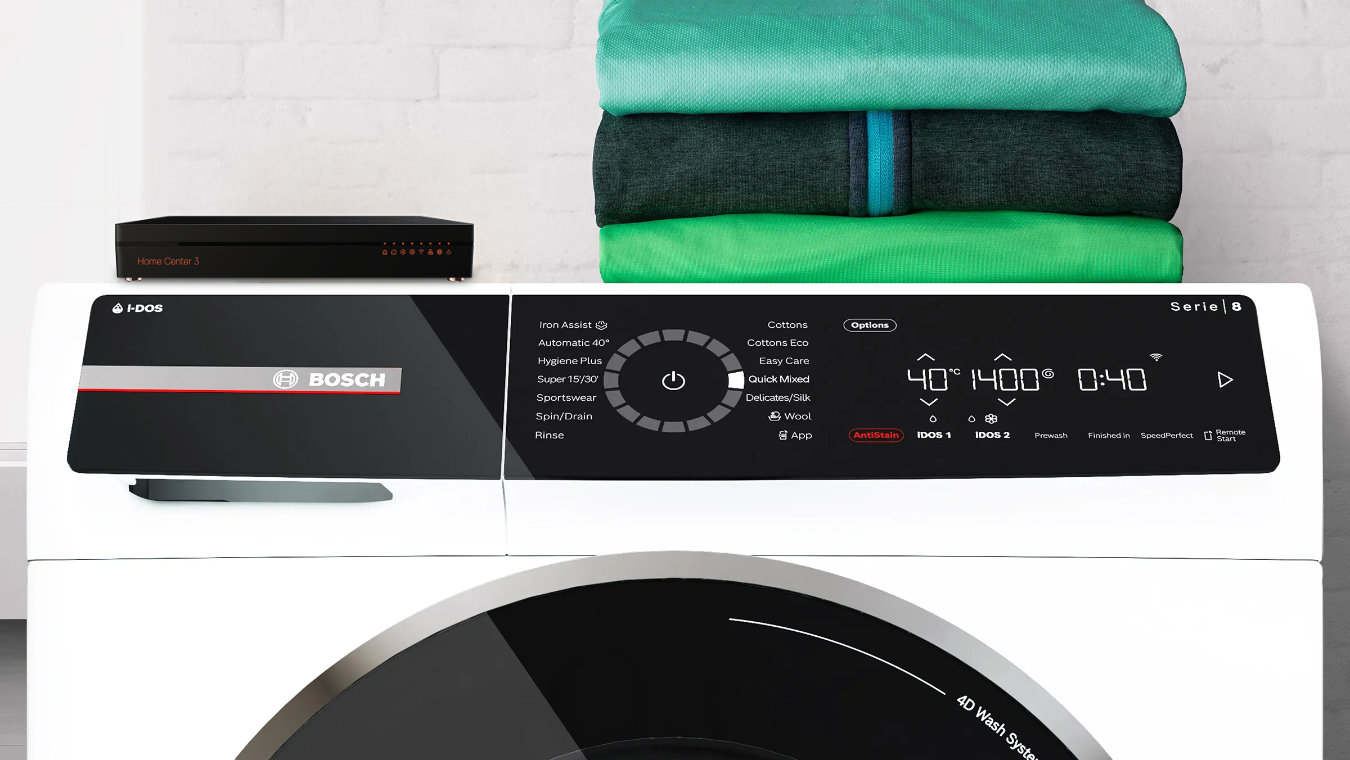 Home Center 3
i-DOS
BOSCH
Iron Assist
Automatic 40°
Hygiene Plus
Super 15'/30'
Sportswear
Spin/Drain
Rinse
Cottons
Cottons Eco
Easy Care
Quick Mixed
Delicates/Silk
Wool
App
Serie | 8
Options
40 °C 1400 0:40
AntiStain
iDOS 1
iDOS 2
Prewash
Finished in
SpeedPerfect
Remote
Start
4D Wash System